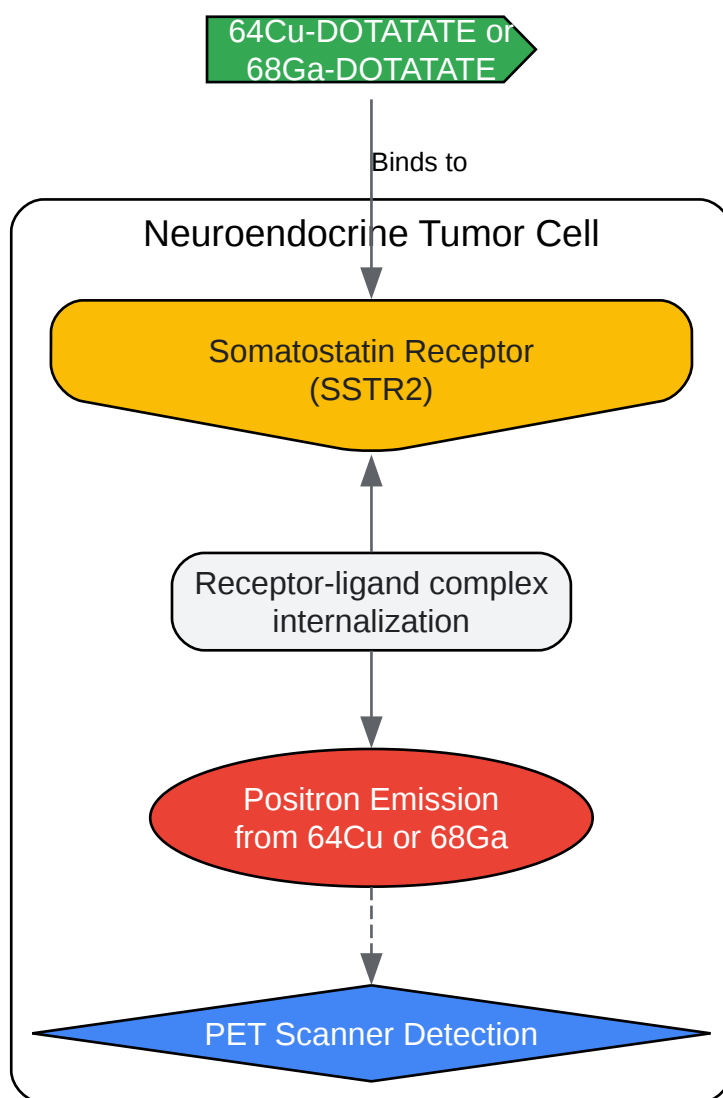 64Cu-DOTATATE or
68Ga-DOTATATE
Binds to
Neuroendocrine Tumor Cell
Somatostatin Receptor
(SSTR2)
Receptor-ligand complex
internalization
Positron Emission
from 64Cu or 68Ga
PET Scanner Detection